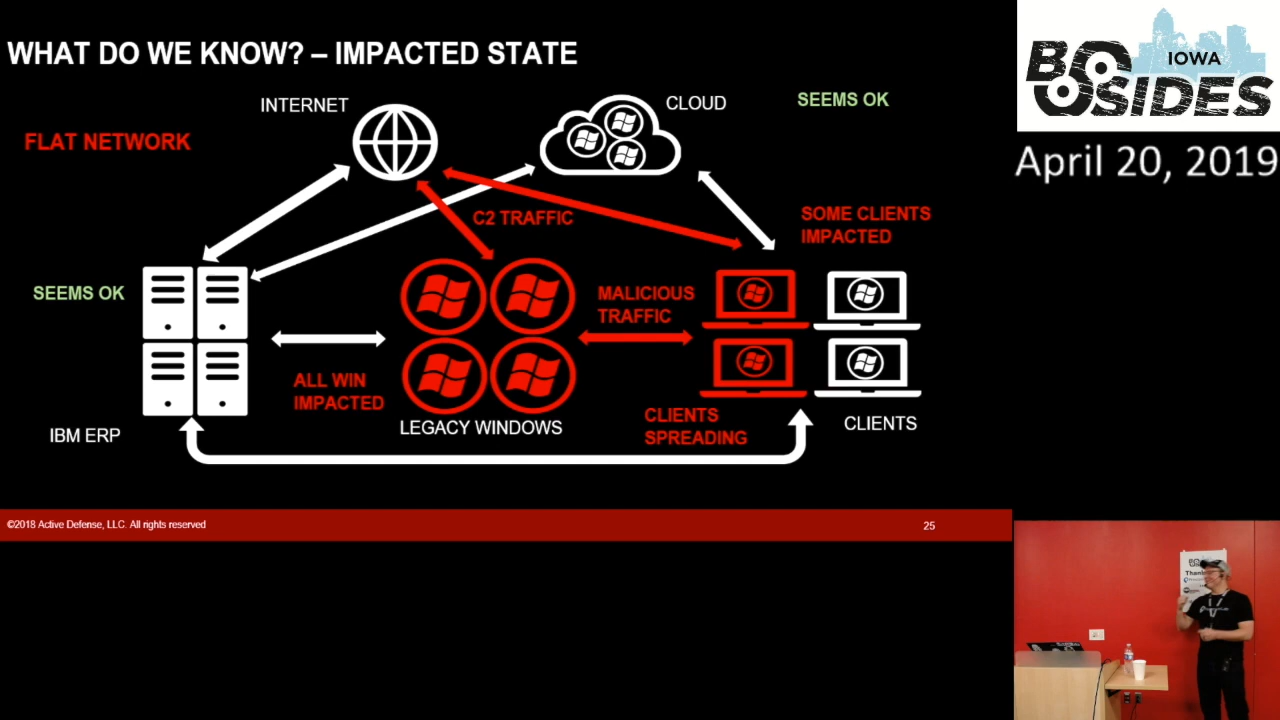 WHAT DO WE KNOW? – IMPACTED STATE
INTERNET
CLOUD
SEEMS OK
FLAT NETWORK
C2 TRAFFIC
SOME CLIENTS
IMPACTED
SEEMS OK
MALICIOUS
TRAFFIC
ALL WIN
IMPACTED
LEGACY WINDOWS
CLIENTS
SPREADING
CLIENTS
IBM ERP
©2018 Active Defense, LLC. All rights reserved
25
BSIDES
IOWA
April 20, 2019